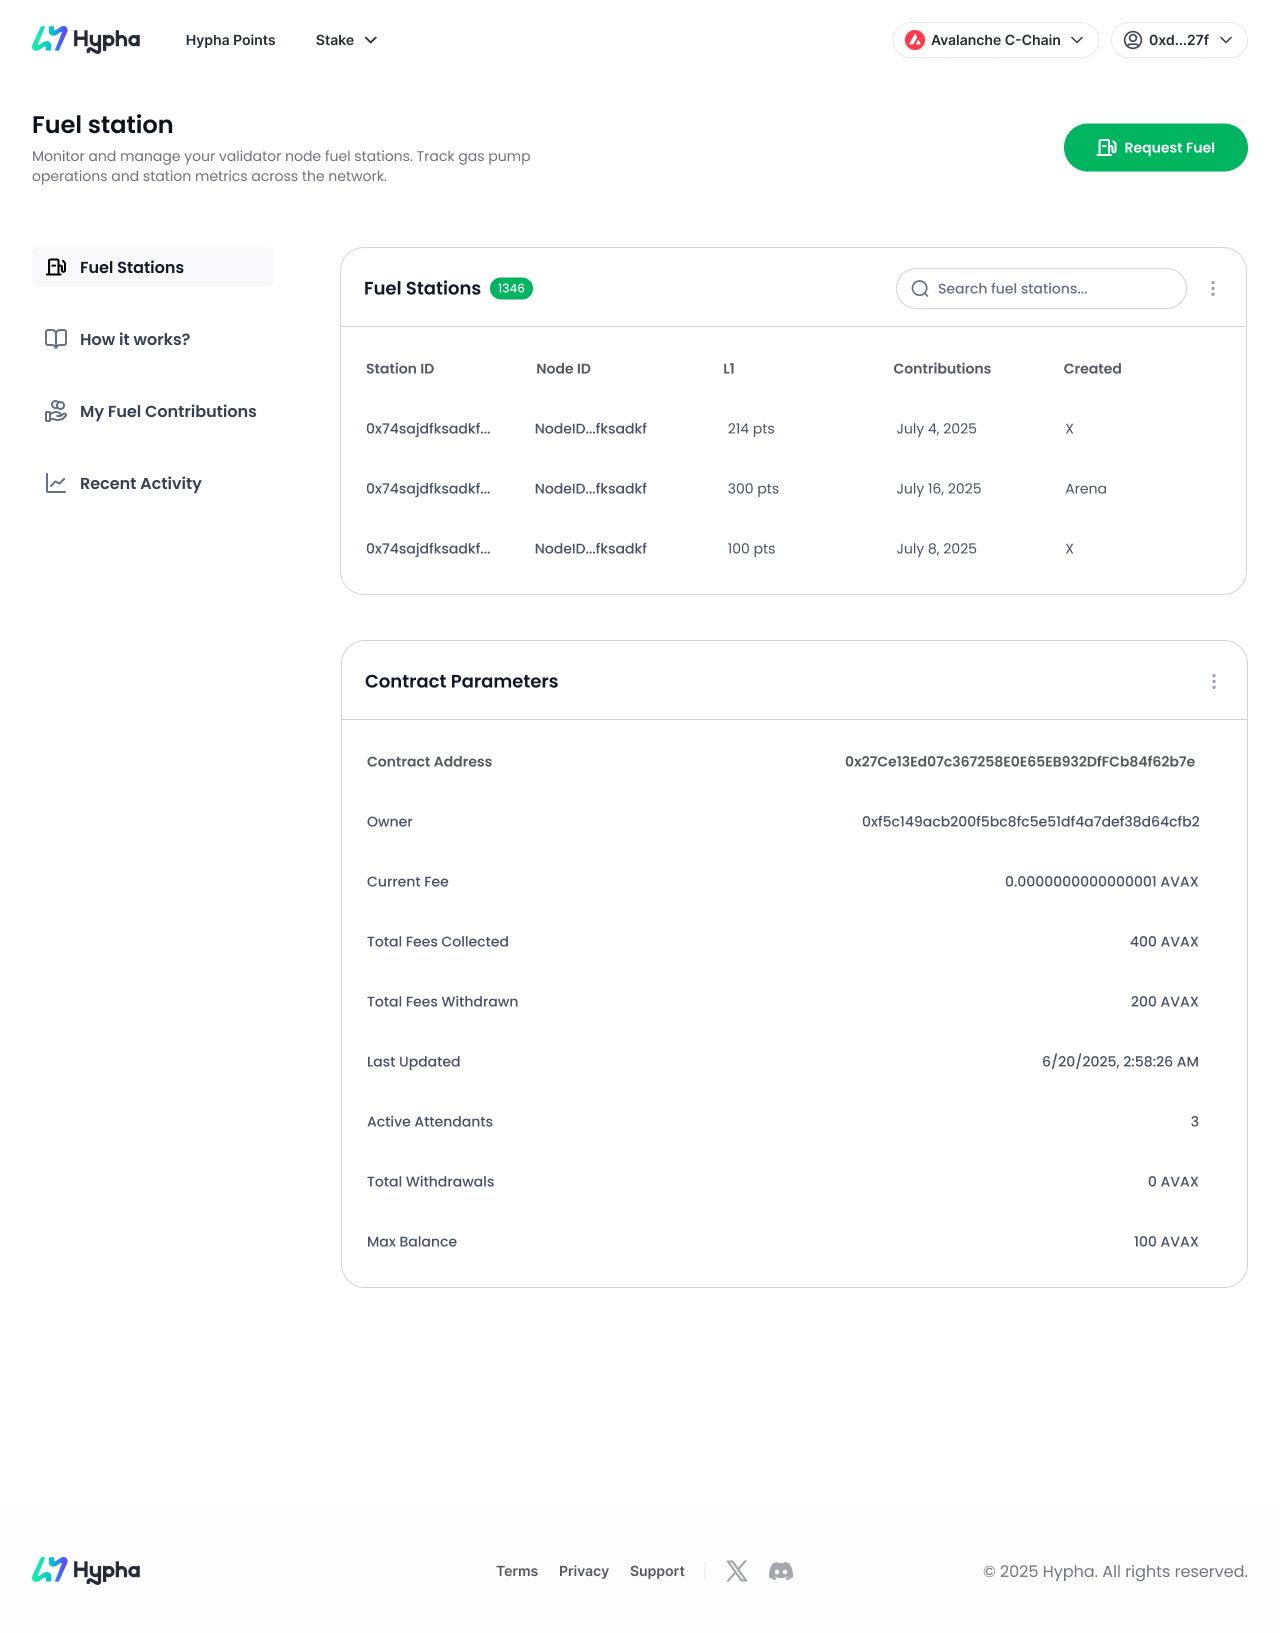 Hypha
Hypha Points
Stake
Avalanche C-Chain
0xd...27f
Fuel station
Monitor and manage your validator node fuel stations. Track gas pump
operations and station metrics across the network.
Request Fuel
Fuel Stations
How it works?
My Fuel Contributions
Recent Activity
Fuel Stations 1346
Search fuel stations...
Station ID Node ID L1 Contributions Created
0x74sajdfksadkf... NodeID...fksadkf 214 pts July 4, 2025 X
0x74sajdfksadkf... NodeID...fksadkf 300 pts July 16, 2025 Arena
0x74sajdfksadkf... NodeID...fksadkf 100 pts July 8, 2025 X
Contract Parameters
Contract Address 0x27Ce13Ed07c367258E0E65EB932DfFCb84f62b7e
Owner 0xf5c149acb200f5bc8fc5e51df4a7def38d64cfb2
Current Fee 0.0000000000000001 AVAX
Total Fees Collected 400 AVAX
Total Fees Withdrawn 200 AVAX
Last Updated 6/20/2025, 2:58:26 AM
Active Attendants 3
Total Withdrawals 0 AVAX
Max Balance 100 AVAX
Hypha
Terms Privacy Support
© 2025 Hypha. All rights reserved.